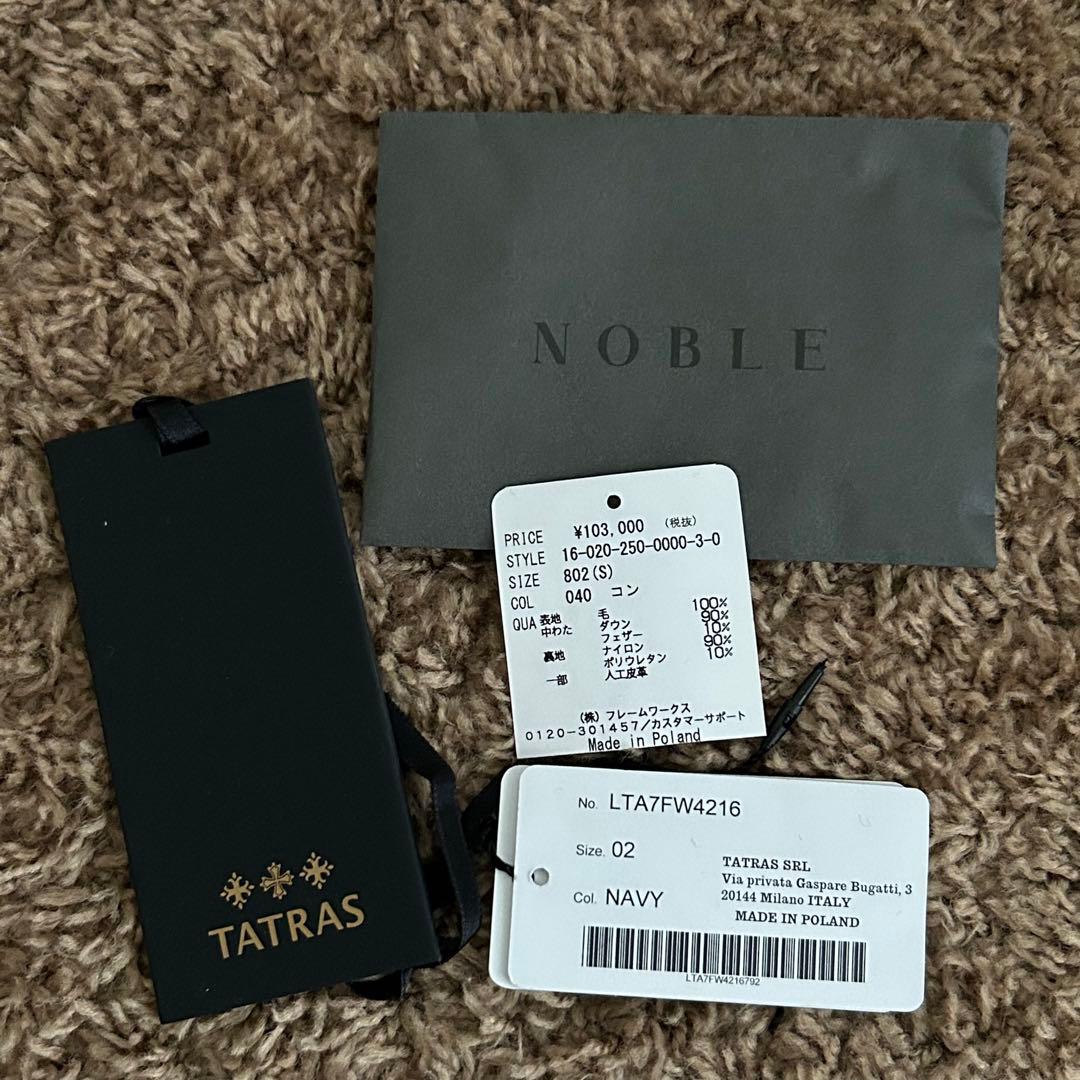 NOBLE
PRICE ¥103,000 (税抜)
STYLE 16-020-250-0000-3-0
SIZE 802(S)
COL 040 コン
QUA 表地 毛 100%
中わた ダウン 90%
フェザー 10%
裏地 ナイロン 90%
ポリウレタン 10%
一部 人工皮革
(株) フレームワークス
0120-301457/カスタマーサポート
Made in Poland
TATRAS
No. LTA7FW4216
Size. 02
Col. NAVY
TATRAS SRL
Via privata Gaspare Bugatti, 3
20144 Milano ITALY
MADE IN POLAND
LTA7FW4216792